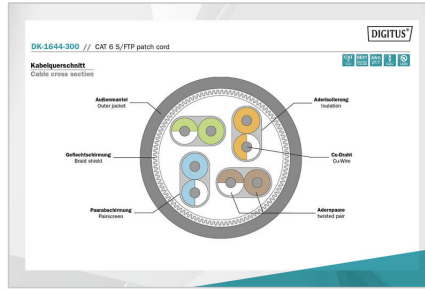 DIGITUS®
DK-1644-300 // CAT 6 S/FTP patch cord
Kabelquerschnitt
Cable cross section
Außenmantel
Outer jacket
Aderisolierung
Isolation
Geflechtschirmung
Braid shield
Cu-Draht
Cu-Wire
Paarabschirmung
Pairscreen
Adernpaare
twisted pair